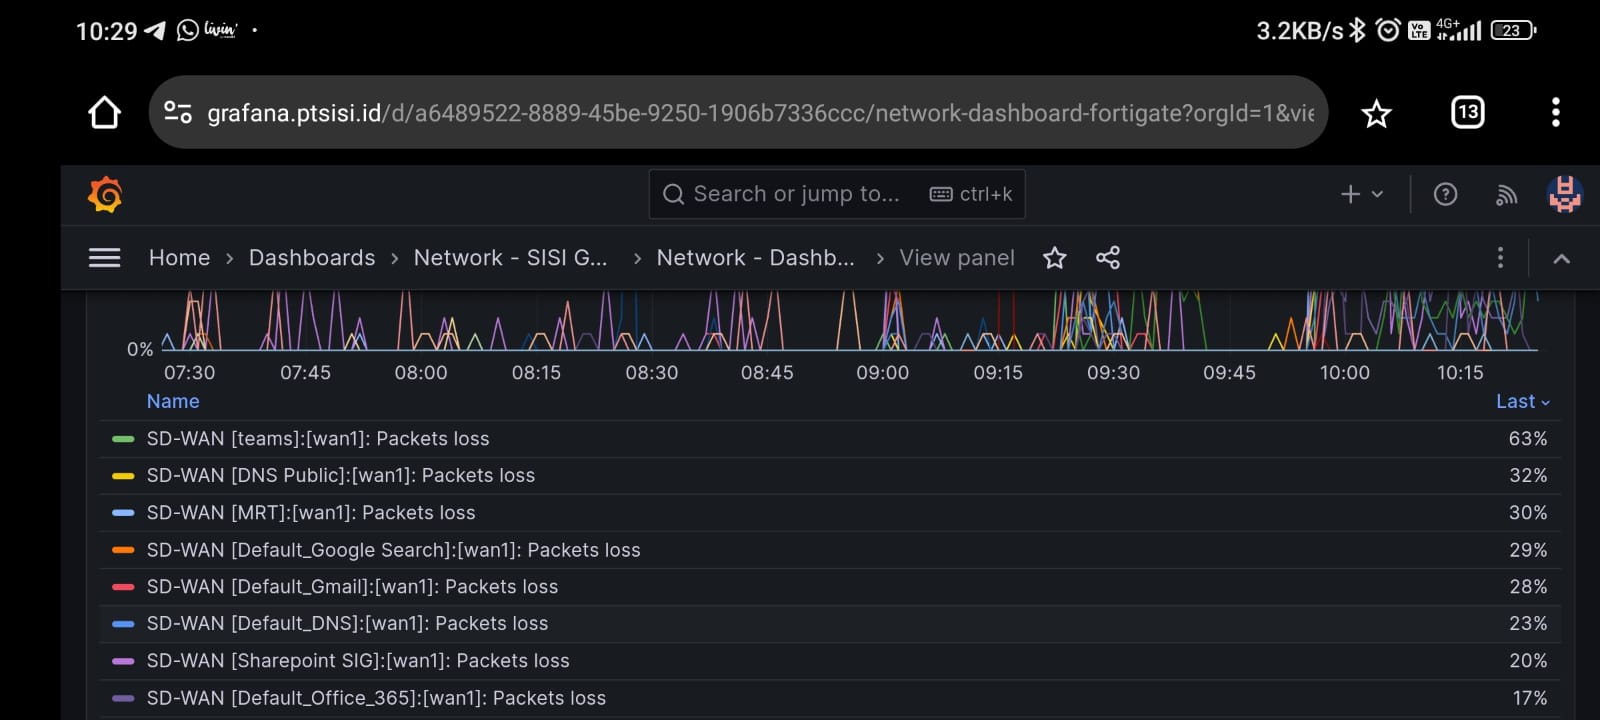 10:29 livin' 3.2KB/s Vo LTE 4G+ 23
grafana.ptsisi.id/d/a6489522-8889-45be-9250-1906b7336ccc/network-dashboard-fortigate?orgId=1&vie 13
Search or jump to... ctrl+k
Home › Dashboards › Network - SISI G... › Network - Dashb... › View panel
0%
07:30 07:45 08:00 08:15 08:30 08:45 09:00 09:15 09:30 09:45 10:00 10:15
Name Last
SD-WAN [teams]:[wan1]: Packets loss 63%
SD-WAN [DNS Public]:[wan1]: Packets loss 32%
SD-WAN [MRT]:[wan1]: Packets loss 30%
SD-WAN [Default_Google Search]:[wan1]: Packets loss 29%
SD-WAN [Default_Gmail]:[wan1]: Packets loss 28%
SD-WAN [Default_DNS]:[wan1]: Packets loss 23%
SD-WAN [Sharepoint SIG]:[wan1]: Packets loss 20%
SD-WAN [Default_Office_365]:[wan1]: Packets loss 17%